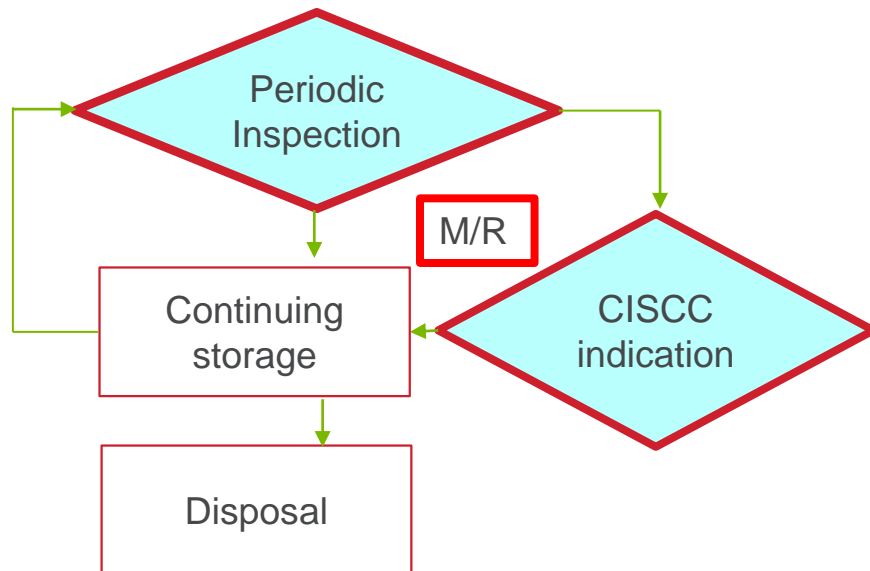 Periodic
Inspection
M/R
Continuing
storage
CISCC
indication
Disposal